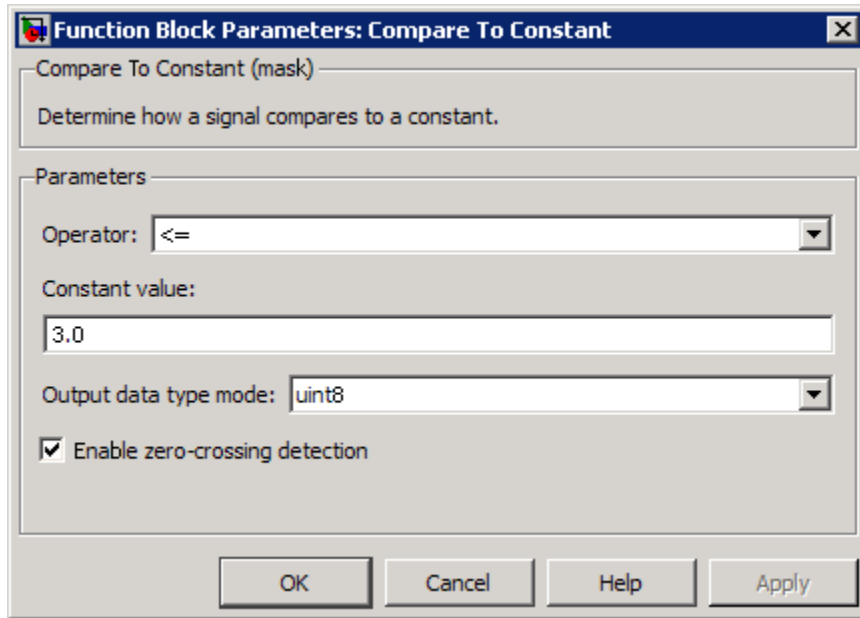 Function Block Parameters: Compare To Constant
Compare To Constant (mask)
Determine how a signal compares to a constant.
Parameters
Operator: <=
Constant value:
3.0
Output data type mode: uint8
Enable zero-crossing detection
OK Cancel Help Apply